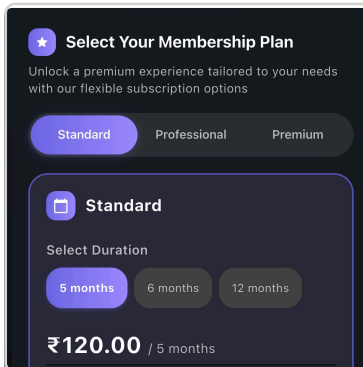 Select Your Membership Plan
Unlock a premium experience tailored to your needs
with our flexible subscription options
Standard Professional Premium
Standard
Select Duration
5 months 6 months 12 months
₹120.00 / 5 months